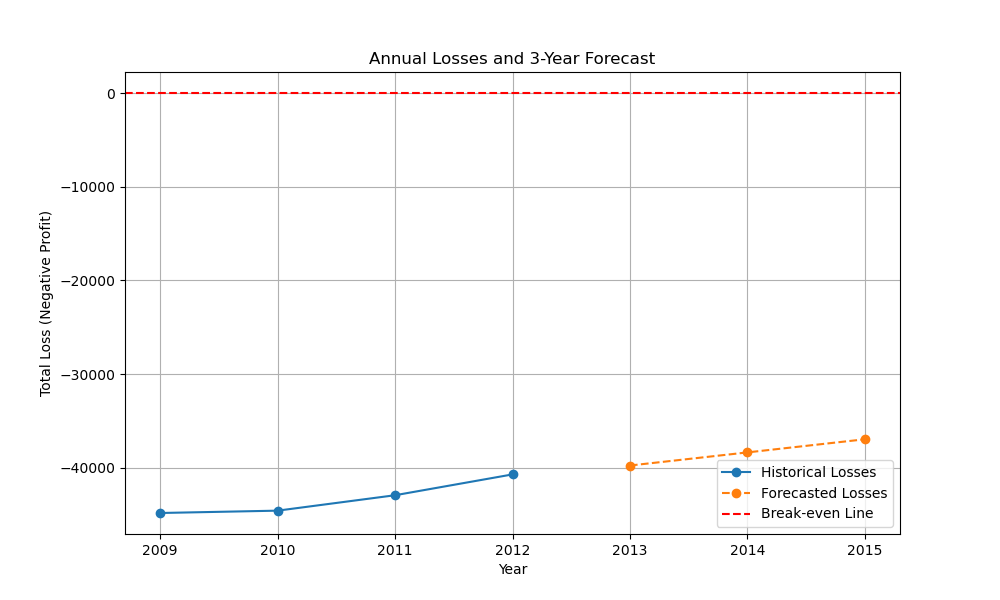 Annual Losses and 3-Year Forecast
Total Loss (Negative Profit)
0
−10000
−20000
−30000
−40000
2009 2010 2011 2012 2013 2014 2015
Year
Historical Losses
Forecasted Losses
Break-even Line